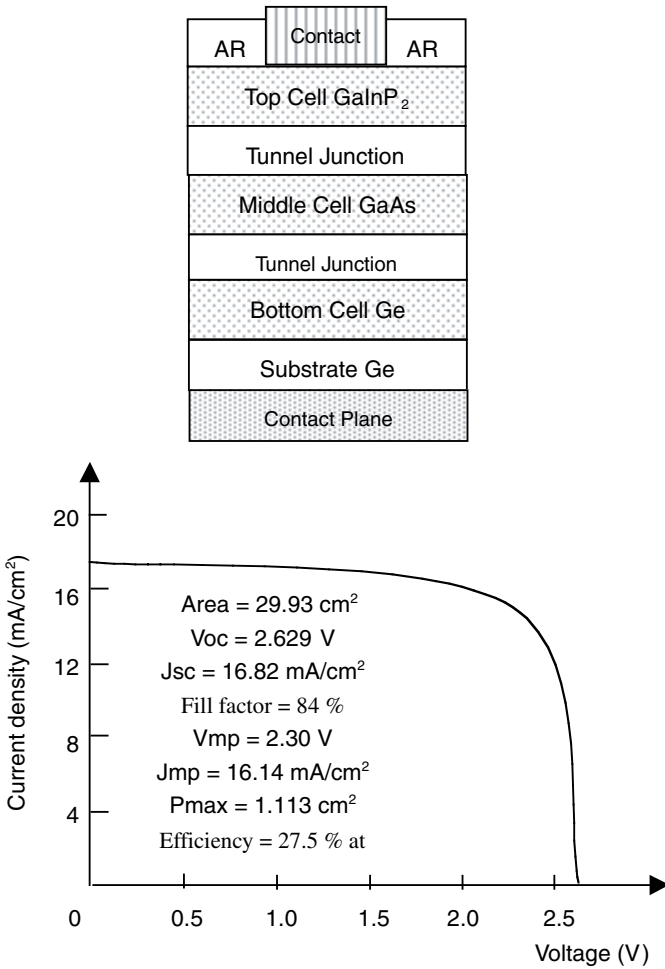 Contact
AR AR
Top Cell GaInP₂
Tunnel Junction
Middle Cell GaAs
Tunnel Junction
Bottom Cell Ge
Substrate Ge
Contact Plane
Current density (mA/cm²)
20
16
12
8
4
Area = 29.93 cm²
Voc = 2.629 V
Jsc = 16.82 mA/cm²
Fill factor = 84 %
Vmp = 2.30 V
Jmp = 16.14 mA/cm²
Pmax = 1.113 cm²
Efficiency = 27.5 % at
0 0.5 1.0 1.5 2.0 2.5
Voltage (V)